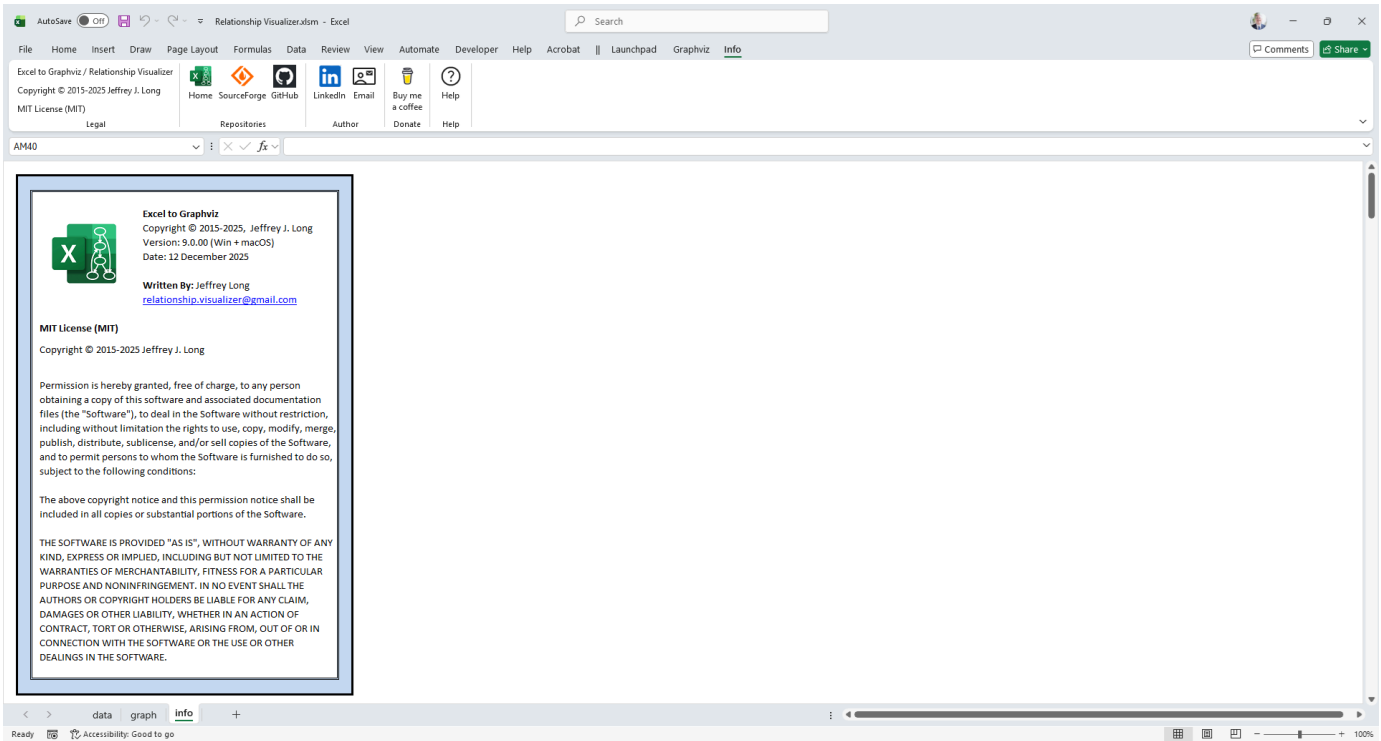 AutoSave Off Relationship Visualizer.xlsm - Excel Search
File Home Insert Draw Page Layout Formulas Data Review View Automate Developer Help Acrobat || Launchpad Graphviz Info Comments Share
Excel to Graphviz / Relationship Visualizer
Copyright © 2015-2025 Jeffrey J. Long
MIT License (MIT)
Legal
Home SourceForge GitHub
Repositories
in
LinkedIn Email
Author
Buy me
a coffee
Donate
Help
Help
AM40 fx
X
Excel to Graphviz
Copyright © 2015-2025, Jeffrey J. Long
Version: 9.0.00 (Win + macOS)
Date: 12 December 2025
Written By: Jeffrey Long
relationship.visualizer@gmail.com
MIT License (MIT)
Copyright © 2015-2025 Jeffrey J. Long
Permission is hereby granted, free of charge, to any person
obtaining a copy of this software and associated documentation
files (the "Software"), to deal in the Software without restriction,
including without limitation the rights to use, copy, modify, merge,
publish, distribute, sublicense, and/or sell copies of the Software,
and to permit persons to whom the Software is furnished to do so,
subject to the following conditions:
The above copyright notice and this permission notice shall be
included in all copies or substantial portions of the Software.
THE SOFTWARE IS PROVIDED "AS IS", WITHOUT WARRANTY OF ANY
KIND, EXPRESS OR IMPLIED, INCLUDING BUT NOT LIMITED TO THE
WARRANTIES OF MERCHANTABILITY, FITNESS FOR A PARTICULAR
PURPOSE AND NONINFRINGEMENT. IN NO EVENT SHALL THE
AUTHORS OR COPYRIGHT HOLDERS BE LIABLE FOR ANY CLAIM,
DAMAGES OR OTHER LIABILITY, WHETHER IN AN ACTION OF
CONTRACT, TORT OR OTHERWISE, ARISING FROM, OUT OF OR IN
CONNECTION WITH THE SOFTWARE OR THE USE OR OTHER
DEALINGS IN THE SOFTWARE.
data graph info +
Ready Accessibility: Good to go 100%